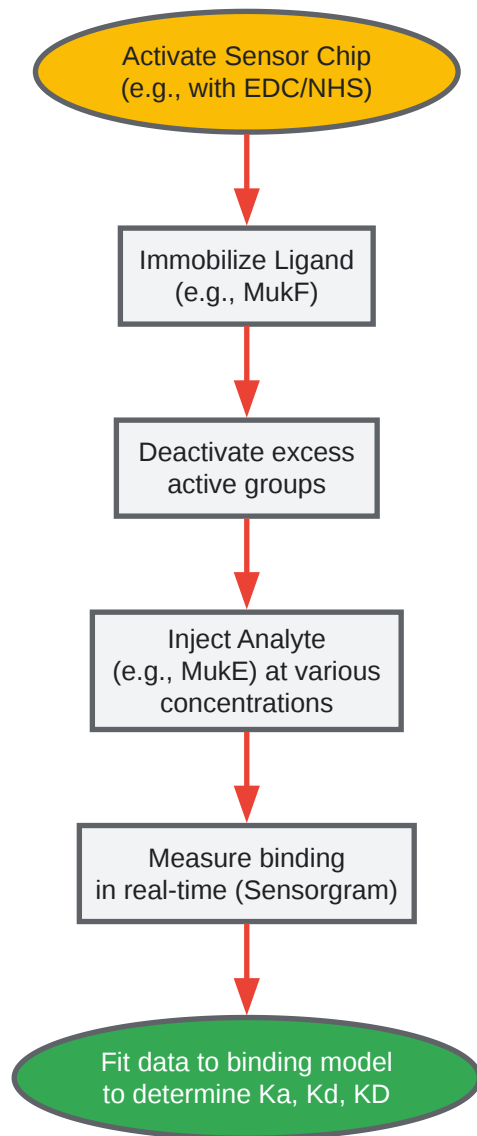 Activate Sensor Chip
(e.g., with EDC/NHS)
Immobilize Ligand
(e.g., MukF)
Deactivate excess
active groups
Inject Analyte
(e.g., MukE) at various
concentrations
Measure binding
in real-time (Sensorgram)
Fit data to binding model
to determine Ka, Kd, KD